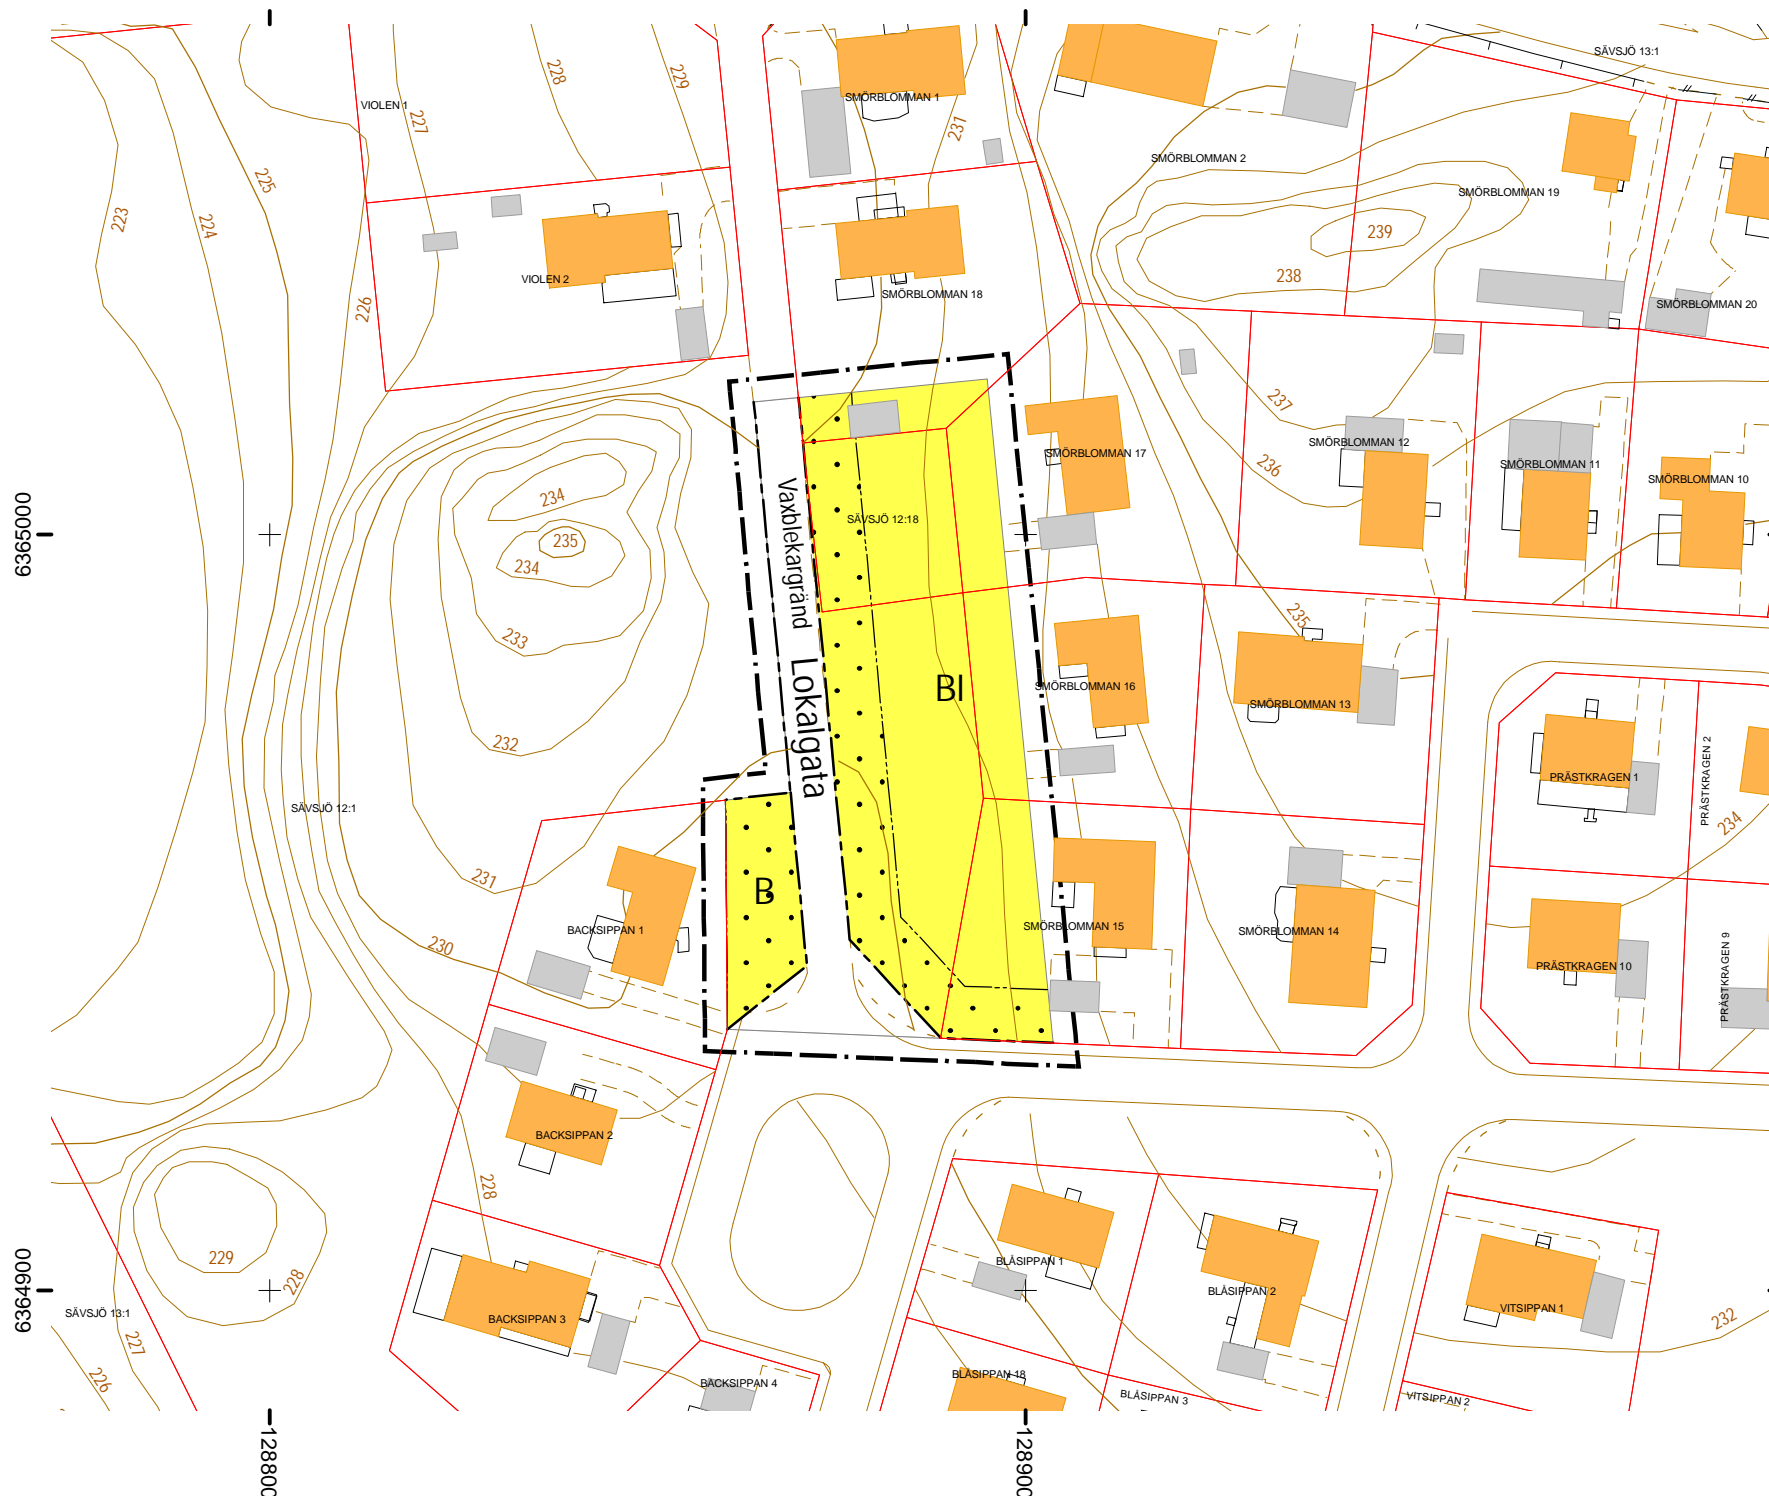 SÄVSJÖ 13:1
228
229
VIOLEN 1
227
SMÖRBLOMMAN 1
231
SMÖRBLOMMAN 2
225
SMÖRBLOMMAN 19
223
224
239
238
VIOLEN 2
SMÖRBLOMMAN 18
226
SMÖRBLOMMAN 20
237
SMÖRBLOMMAN 12
SMÖRBLOMMAN 17
236
SMÖRBLOMMAN 11
SMÖRBLOMMAN 10
234
SÄVSJÖ 12:18
6365000
235
234
Vaxblekargränd
235
233
Lokalgata
BI
SMÖRBLOMMAN 16
SMÖRBLOMMAN 13
232
PRÄSTKRAGEN 1
PRÄSTKRAGEN 2
SÄVSJÖ 12:1
234
231
B
BACKSIPPAN 1
SMÖRBLOMMAN 15
SMÖRBLOMMAN 14
230
PRÄSTKRAGEN 10
PRÄSTKRAGEN 9
BACKSIPPAN 2
228
229
228
BLÅSIPPAN 1
BLÅSIPPAN 2
6364900
SÄVSJÖ 13:1
BACKSIPPAN 3
VITSIPPAN 1
232
227
226
BLÅSIPPAN 18
BACKSIPPAN 4
BLÅSIPPAN 3
VITSIPPAN 2
128800
128900